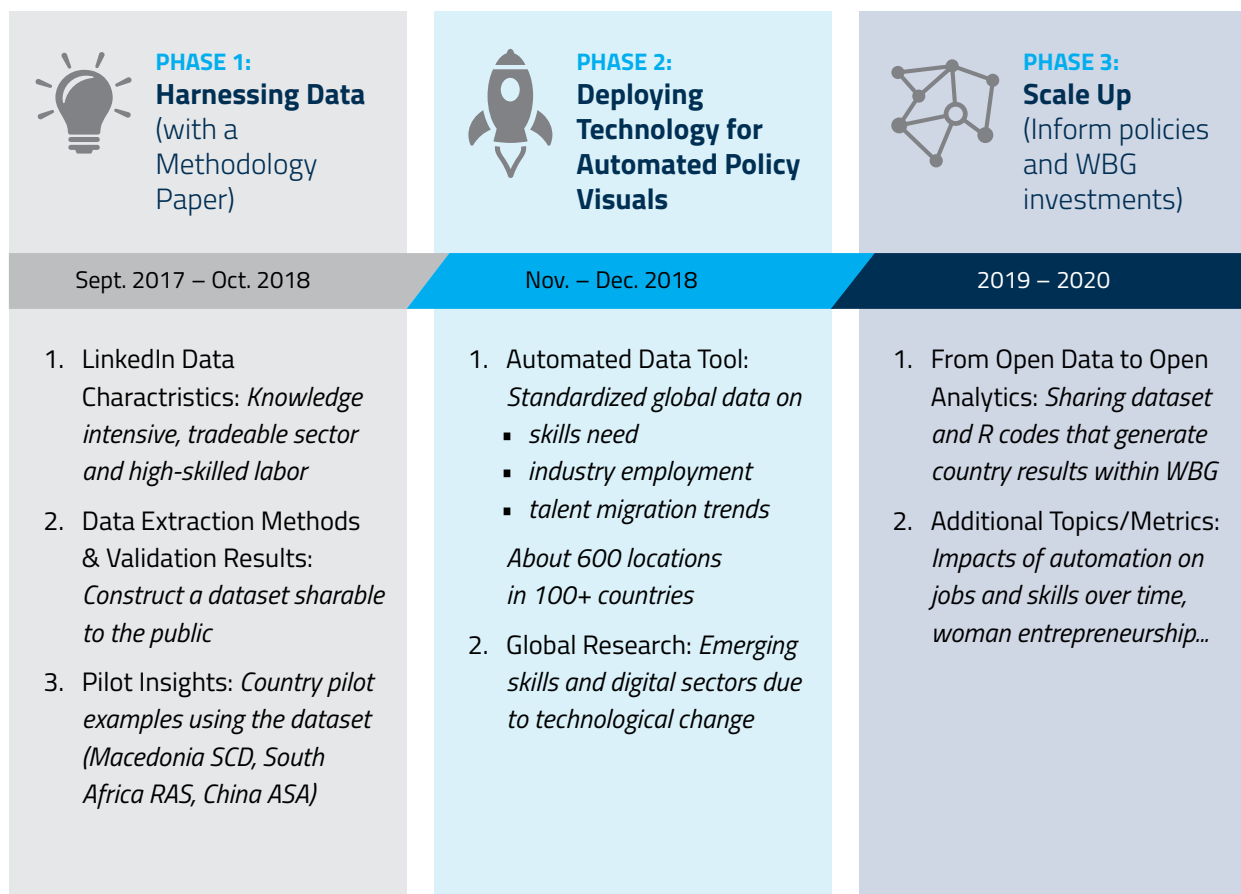 PHASE 1:
Harnessing Data
(with a
Methodology
Paper)
Sept. 2017 – Oct. 2018
1. LinkedIn Data
Charactristics: Knowledge
intensive, tradeable sector
and high-skilled labor
2. Data Extraction Methods
& Validation Results:
Construct a dataset sharable
to the public
3. Pilot Insights: Country pilot
examples using the dataset
(Macedonia SCD, South
Africa RAS, China ASA)
PHASE 2:
Deploying
Technology for
Automated Policy
Visuals
Nov. – Dec. 2018
1. Automated Data Tool:
Standardized global data on
▪ skills need
▪ industry employment
▪ talent migration trends
About 600 locations
in 100+ countries
2. Global Research: Emerging
skills and digital sectors due
to technological change
PHASE 3:
Scale Up
(Inform policies
and WBG
investments)
2019 – 2020
1. From Open Data to Open
Analytics: Sharing dataset
and R codes that generate
country results within WBG
2. Additional Topics/Metrics:
Impacts of automation on
jobs and skills over time,
woman entrepreneurship...